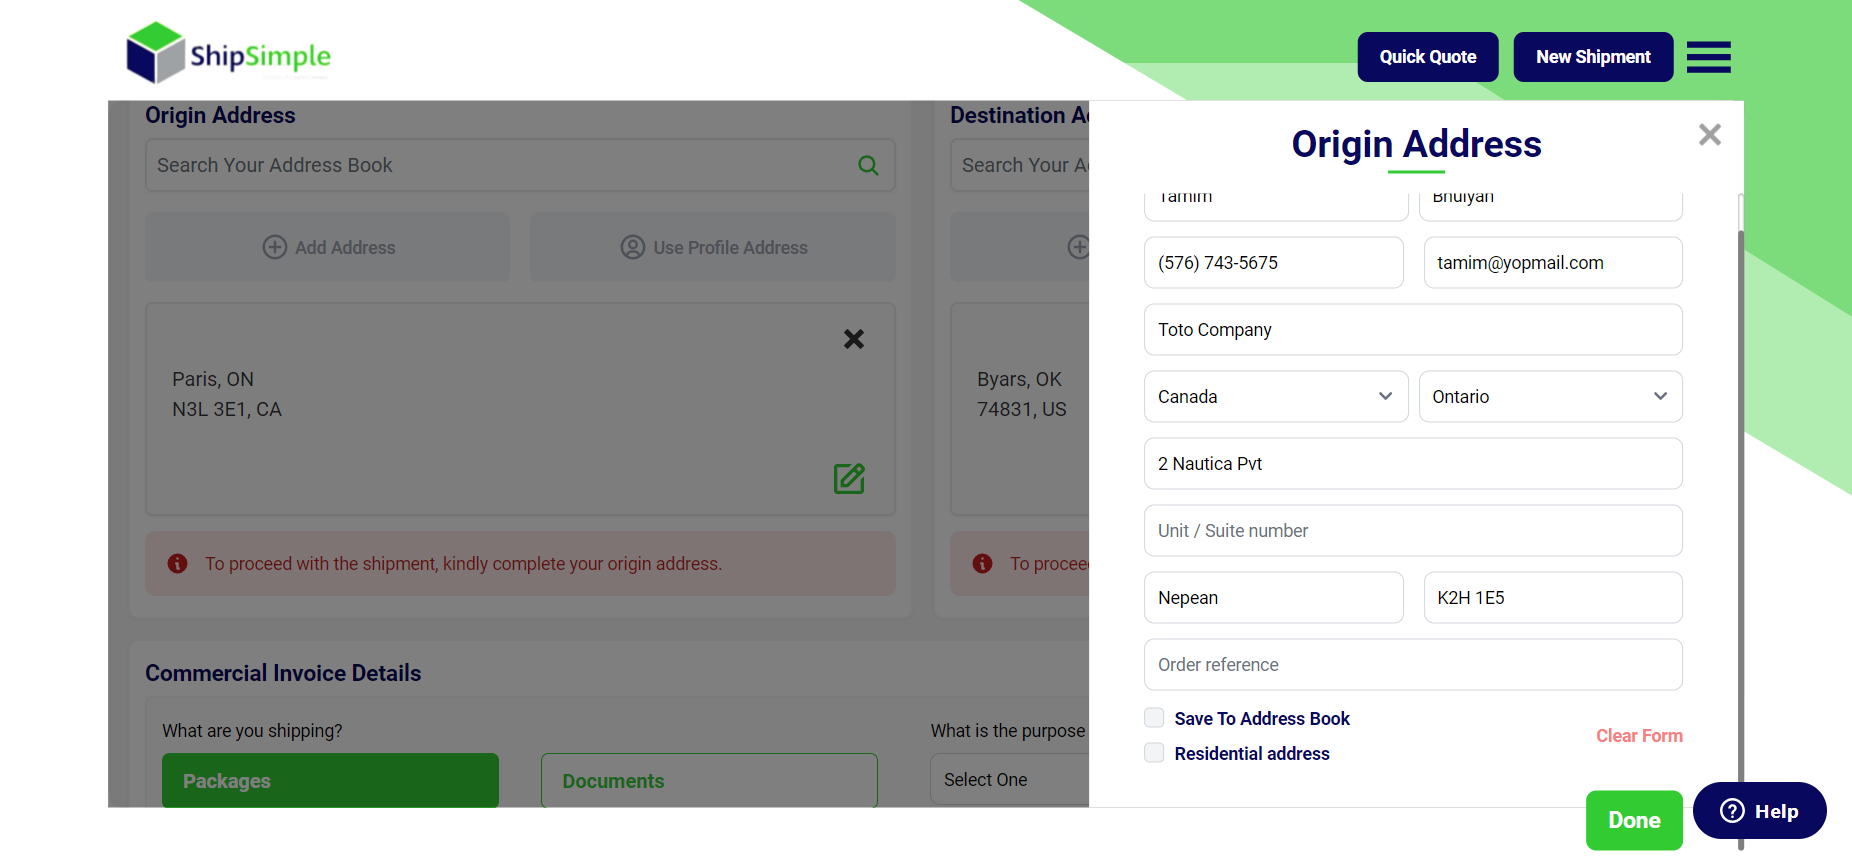 ShipSimple
Quick Quote
New Shipment
Origin Address
Search Your Address Book
Add Address
Use Profile Address
Paris, ON
N3L 3E1, CA
To proceed with the shipment, kindly complete your origin address.
Destination A
Search Your A
Byars, OK
74831, US
To procee
Commercial Invoice Details
What are you shipping?
Packages
Documents
What is the purpose
Select One
Origin Address
Tamim
Bhuiyan
(576) 743-5675
tamim@yopmail.com
Toto Company
Canada
Ontario
2 Nautica Pvt
Unit / Suite number
Nepean
K2H 1E5
Order reference
Save To Address Book
Residential address
Clear Form
Done
Help